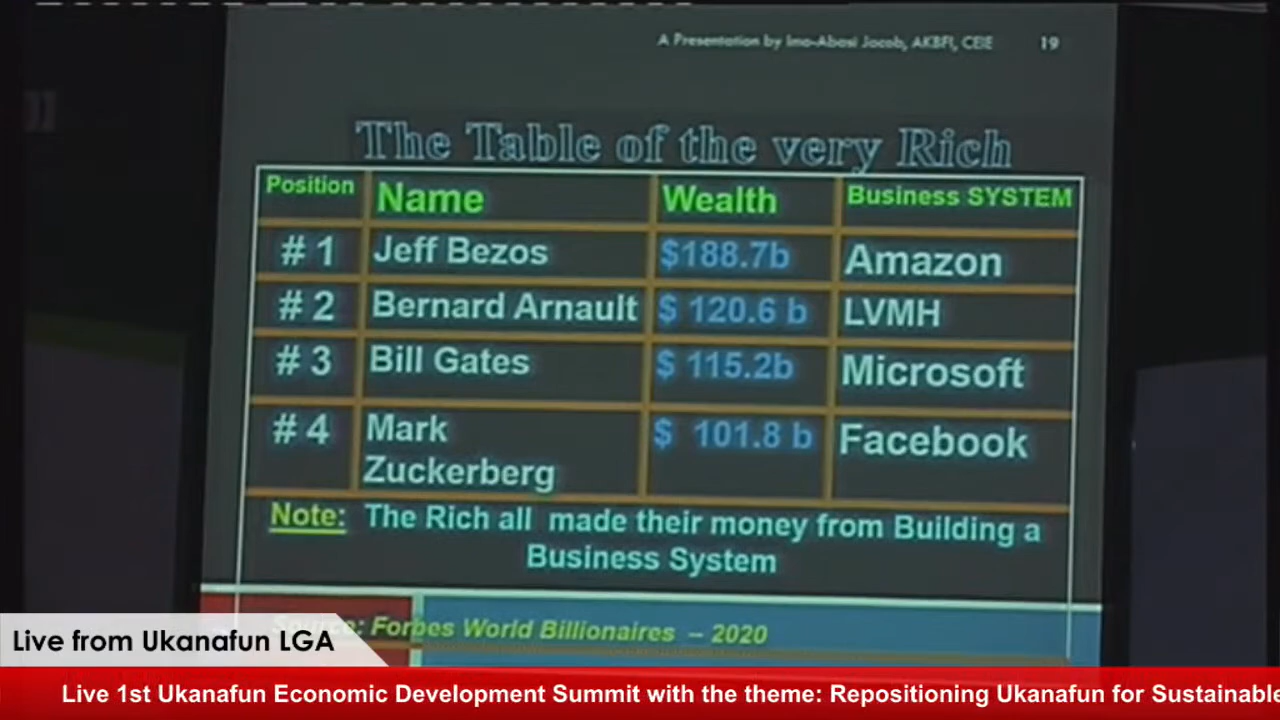 A Presentation by Imo-Abasi Jacob, AKBFI, CEIE 19
The Table of the very Rich
Position Name Wealth Business SYSTEM
# 1 Jeff Bezos $188.7b Amazon
# 2 Bernard Arnault $ 120.6 b LVMH
# 3 Bill Gates $ 115.2b Microsoft
# 4 Mark Zuckerberg $ 101.8 b Facebook
Note: The Rich all made their money from Building a
Business System
Source: Forbes World Billionaires – 2020
Live from Ukanafun LGA
Live 1st Ukanafun Economic Development Summit with the theme: Repositioning Ukanafun for Sustainable